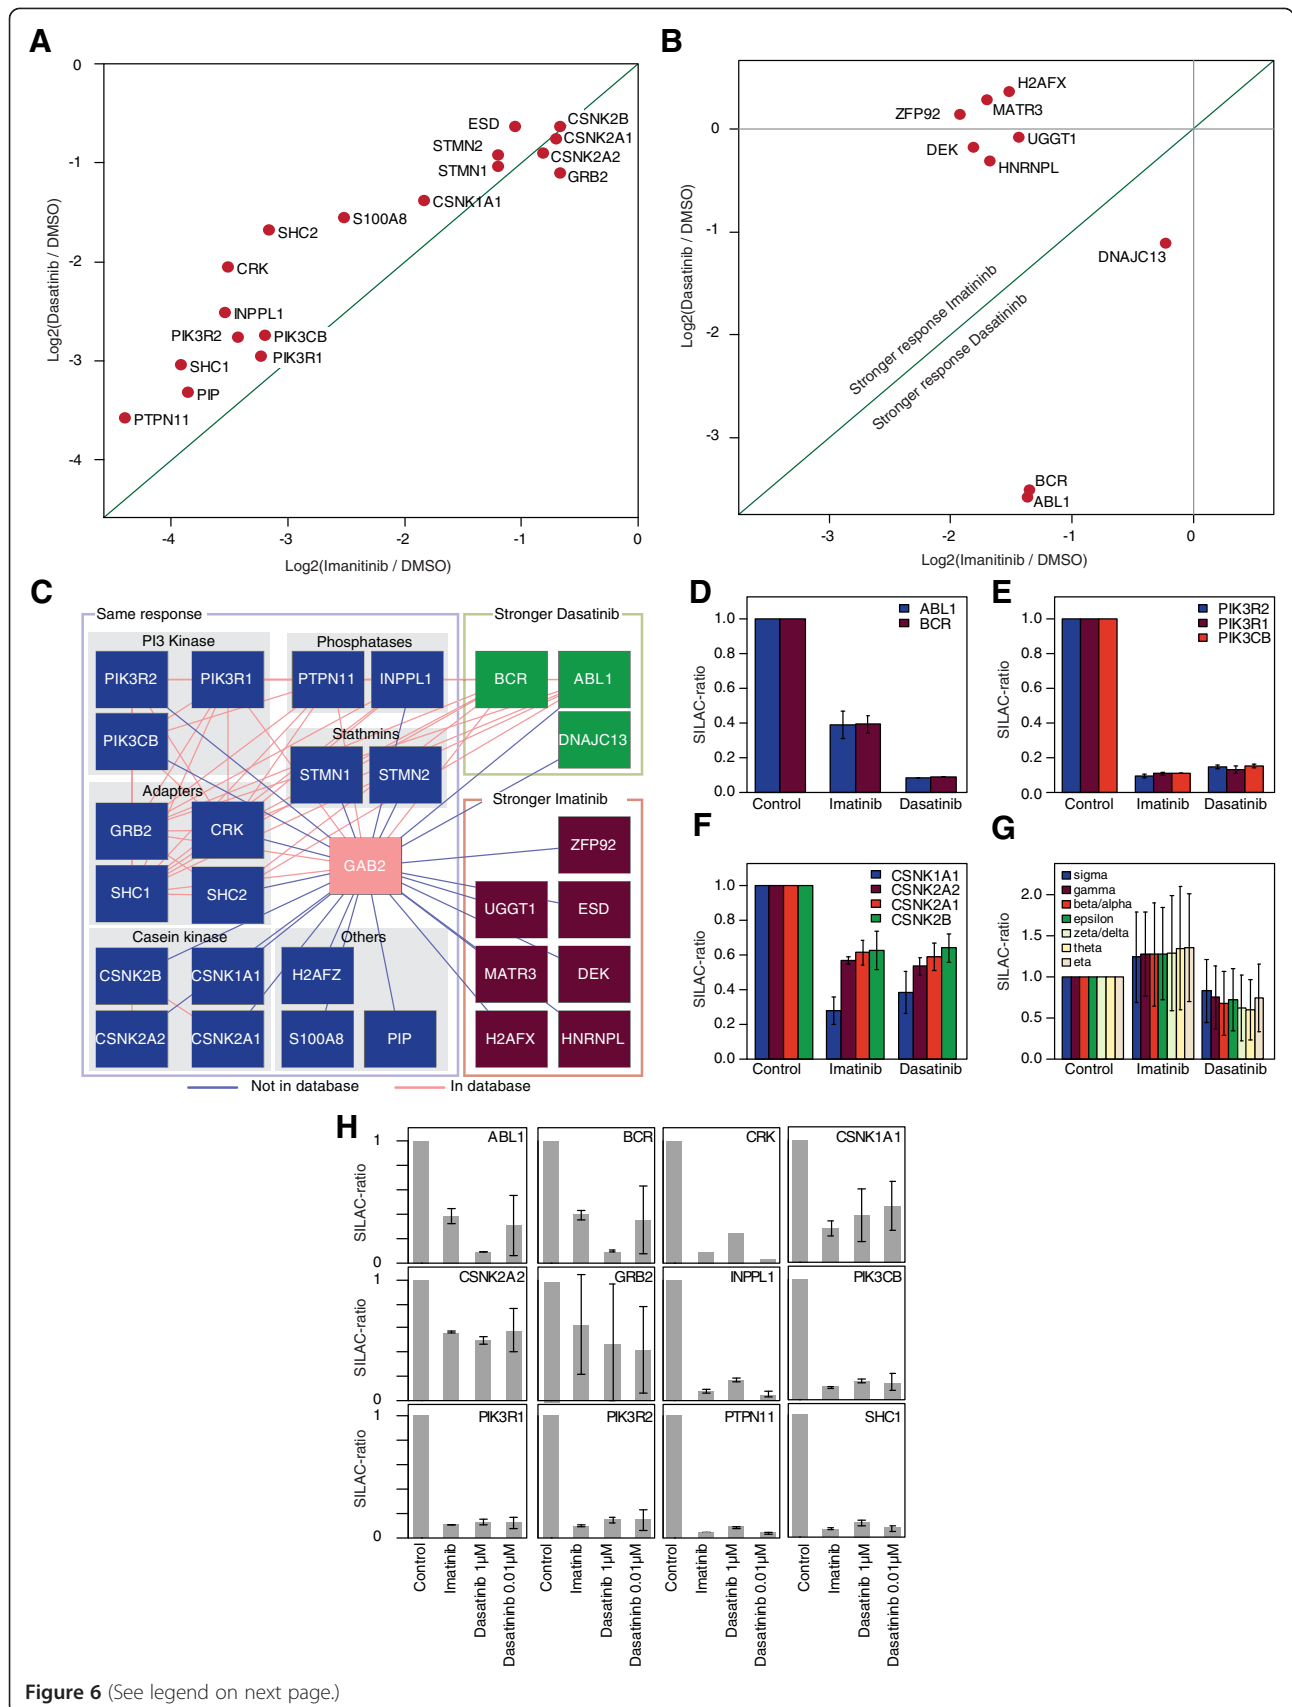 A
0
-1
-2
-3
-4
Log2(Dasatinib / DMSO)
ESD
CSNK2B
STMN2
CSNK2A1
CSNK2A2
STMN1
GRB2
CSNK1A1
S100A8
SHC2
CRK
INPPL1
PIK3R2
PIK3CB
PIK3R1
SHC1
PIP
PTPN11
-4
-3
-2
-1
0
Log2(Imanitinib / DMSO)
B
0
-1
-2
-3
Log2(Dasatinib / DMSO)
H2AFX
MATR3
ZFP92
UGGT1
DEK
HNRNPL
DNAJC13
Stronger response Imatininb
Stronger response Dasatininb
BCR
ABL1
-3
-2
-1
0
Log2(Imanitinib / DMSO)
C
Same response
Stronger Dasatinib
PI3 Kinase
Phosphatases
PIK3R2
PIK3R1
PTPN11
INPPL1
BCR
ABL1
PIK3CB
Stathmins
DNAJC13
STMN1
STMN2
Adapters
Stronger Imatinib
GRB2
CRK
ZFP92
GAB2
SHC1
SHC2
UGGT1
ESD
Casein kinase
Others
CSNK2B
CSNK1A1
H2AFZ
MATR3
DEK
CSNK2A2
CSNK2A1
S100A8
PIP
H2AFX
HNRNPL
Not in database
In database
D
SILAC-ratio
1.0
0.8
0.6
0.4
0.2
0.0
ABL1
BCR
Control
Imatinib
Dasatinib
E
SILAC-ratio
1.0
0.8
0.6
0.4
0.2
0.0
PIK3R2
PIK3R1
PIK3CB
Control
Imatinib
Dasatinib
F
SILAC-ratio
1.0
0.8
0.6
0.4
0.2
0.0
CSNK1A1
CSNK2A2
CSNK2A1
CSNK2B
Control
Imatinib
Dasatinib
G
SILAC-ratio
2.0
1.5
1.0
0.5
0.0
sigma
gamma
beta/alpha
epsilon
zeta/delta
theta
eta
Control
Imatinib
Dasatinib
H
SILAC-ratio
1
0
ABL1
BCR
CRK
CSNK1A1
SILAC-ratio
1
0
CSNK2A2
GRB2
INPPL1
PIK3CB
SILAC-ratio
1
0
PIK3R1
PIK3R2
PTPN11
SHC1
Control
Imatinib
Dasatinib 1µM
Dasatininb 0.01µM
Control
Imatinib
Dasatinib 1µM
Dasatininb 0.01µM
Control
Imatinib
Dasatinib 1µM
Dasatininb 0.01µM
Control
Imatinib
Dasatinib 1µM
Dasatininb 0.01µM
Figure 6 (See legend on next page.)